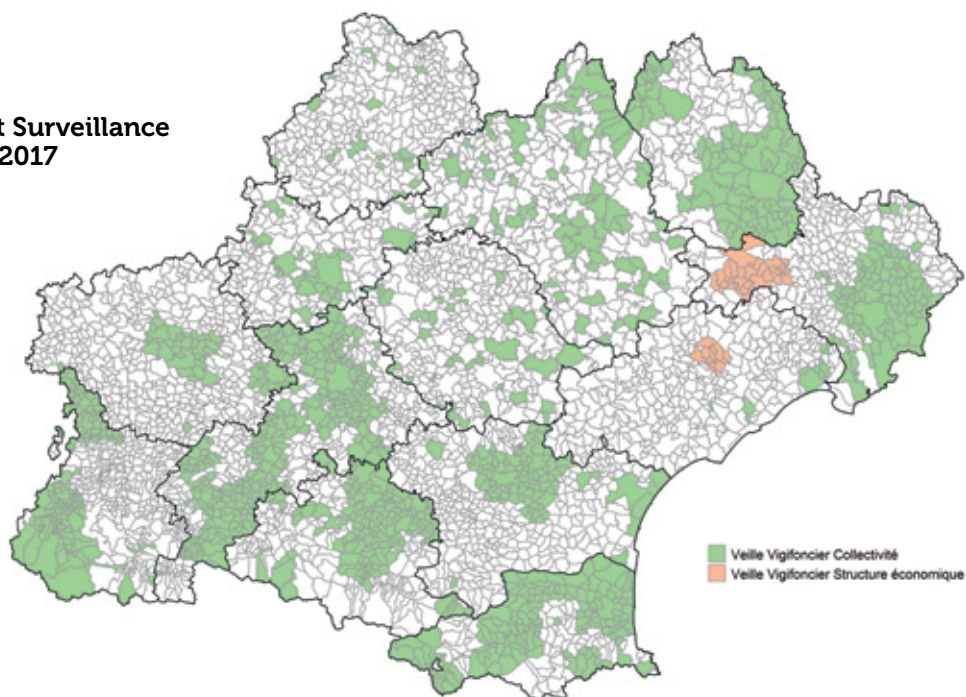 t Surveillance
2017
Veille Vigifoncier Collectivité
Veille Vigifoncier Structure économique